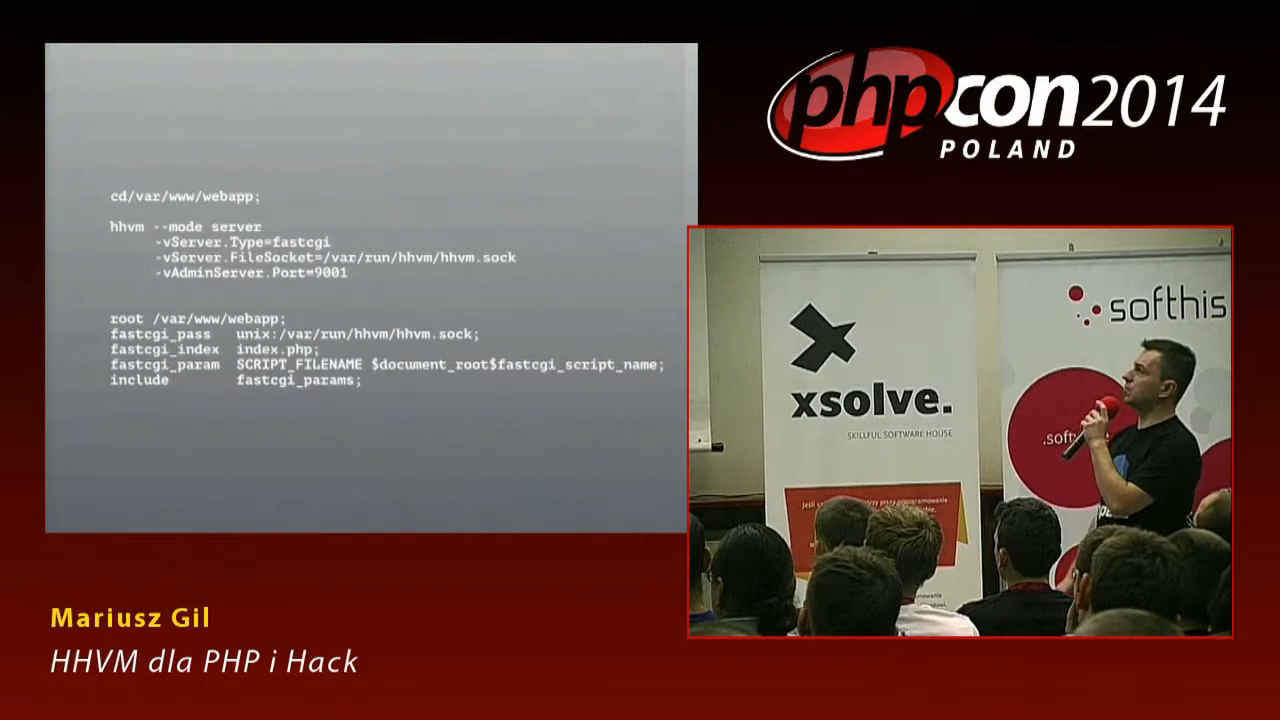 cd/var/www/webapp;
hhvm --mode server
-vServer.Type=fastcgi
-vServer.FileSocket=/var/run/hhvm/hhvm.sock
-vAdminServer.Port=9001
root /var/www/webapp;
fastcgi_pass unix:/var/run/hhvm/hhvm.sock;
fastcgi_index index.php;
fastcgi_param SCRIPT_FILENAME $document_root$fastcgi_script_name;
include fastcgi_params;
phpcon2014
POLAND
xsolve.
SKILLFUL SOFTWARE HOUSE
softhis
.soft
Mariusz Gil
HHVM dla PHP i Hack